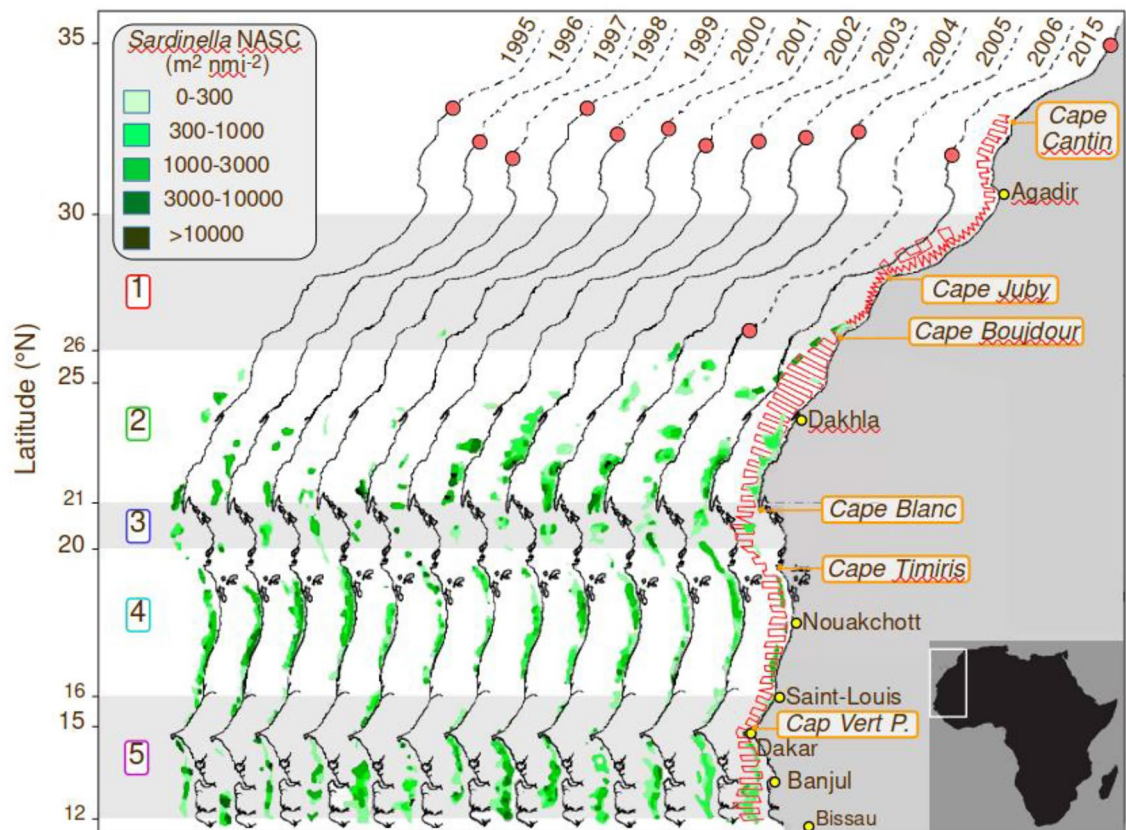 Sardinella NASC
(m² nmi⁻²)
0-300
300-1000
1000-3000
3000-10000
>10000
1995
1996
1997
1998
1999
2000
2001
2002
2003
2004
2005
2006
2015
Latitude (°N)
35
30
26
25
21
20
16
15
12
1
2
3
4
5
Cape
Cantin
Agadir
Cape Juby
Cape Boujdour
Dakhla
Cape Blanc
Cape Timiris
Nouakchott
Saint-Louis
Cap Vert P.
Dakar
Banjul
Bissau